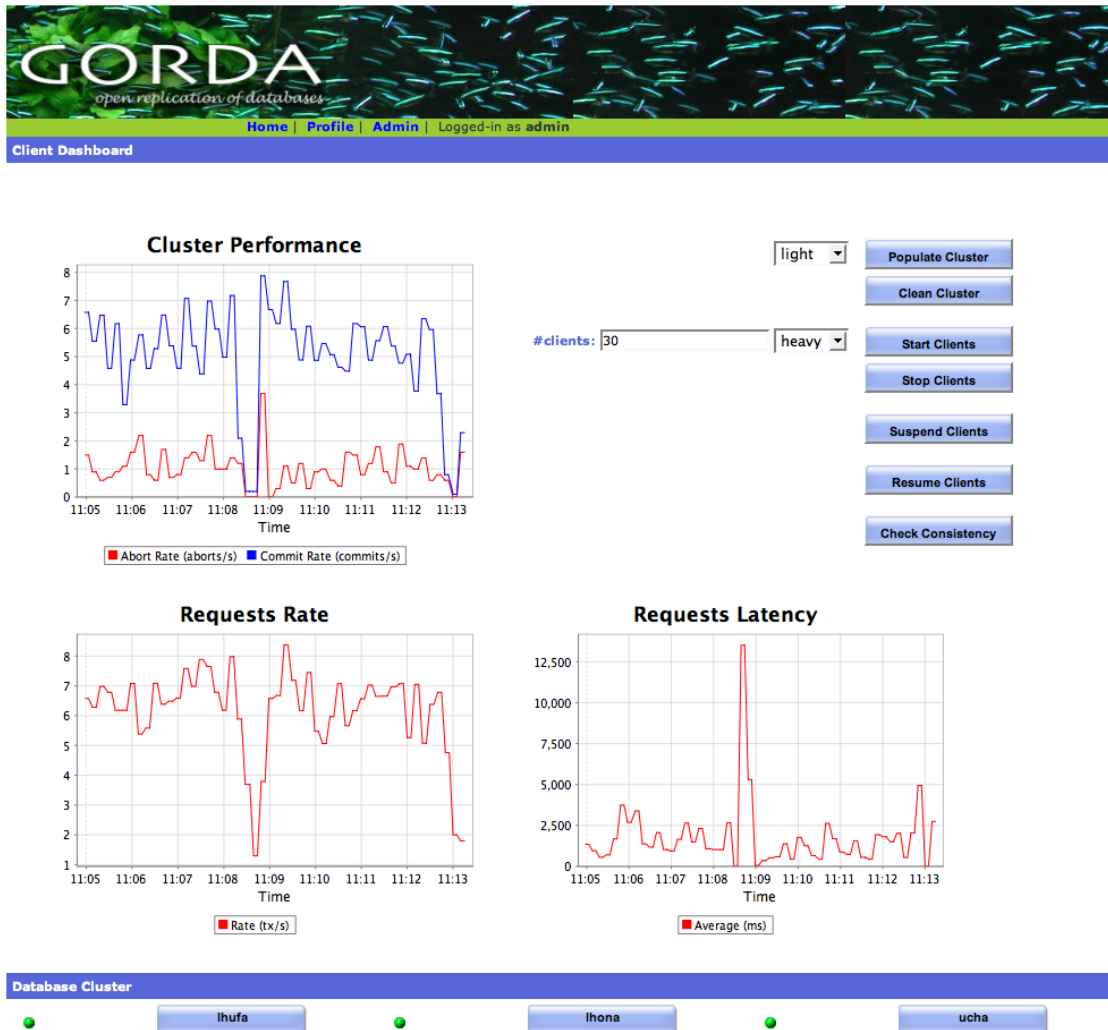 GORDA
open replication of databases
Home | Profile | Admin | Logged-in as admin
Client Dashboard
Cluster Performance
8
7
6
5
4
3
2
1
0
11:05 11:06 11:07 11:08 11:09 11:10 11:11 11:12 11:13
Time
Abort Rate (aborts/s) Commit Rate (commits/s)
light Populate Cluster
Clean Cluster
#clients: 30 heavy Start Clients
Stop Clients
Suspend Clients
Resume Clients
Check Consistency
Requests Rate
8
7
6
5
4
3
2
1
11:05 11:06 11:07 11:08 11:09 11:10 11:11 11:12 11:13
Time
Rate (tx/s)
Requests Latency
12,500
10,000
7,500
5,000
2,500
0
11:05 11:06 11:07 11:08 11:09 11:10 11:11 11:12 11:13
Time
Average (ms)
Database Cluster
lhufa lhona ucha